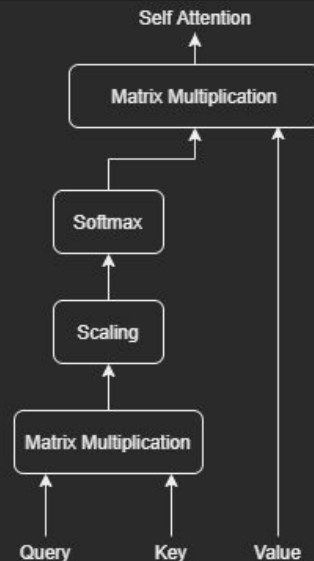 Self Attention
Matrix Multiplication
Softmax
Scaling
Matrix Multiplication
Query Key Value